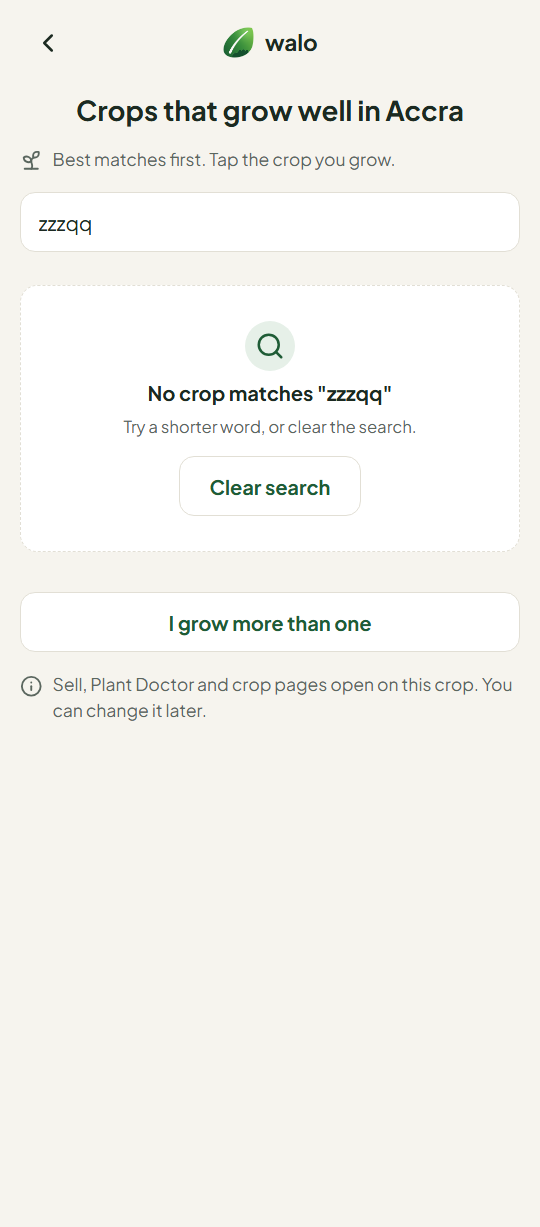 walo
Crops that grow well in Accra
Best matches first. Tap the crop you grow.
zzzqq
No crop matches "zzzqq"
Try a shorter word, or clear the search.
Clear search
I grow more than one
Sell, Plant Doctor and crop pages open on this crop. You
can change it later.